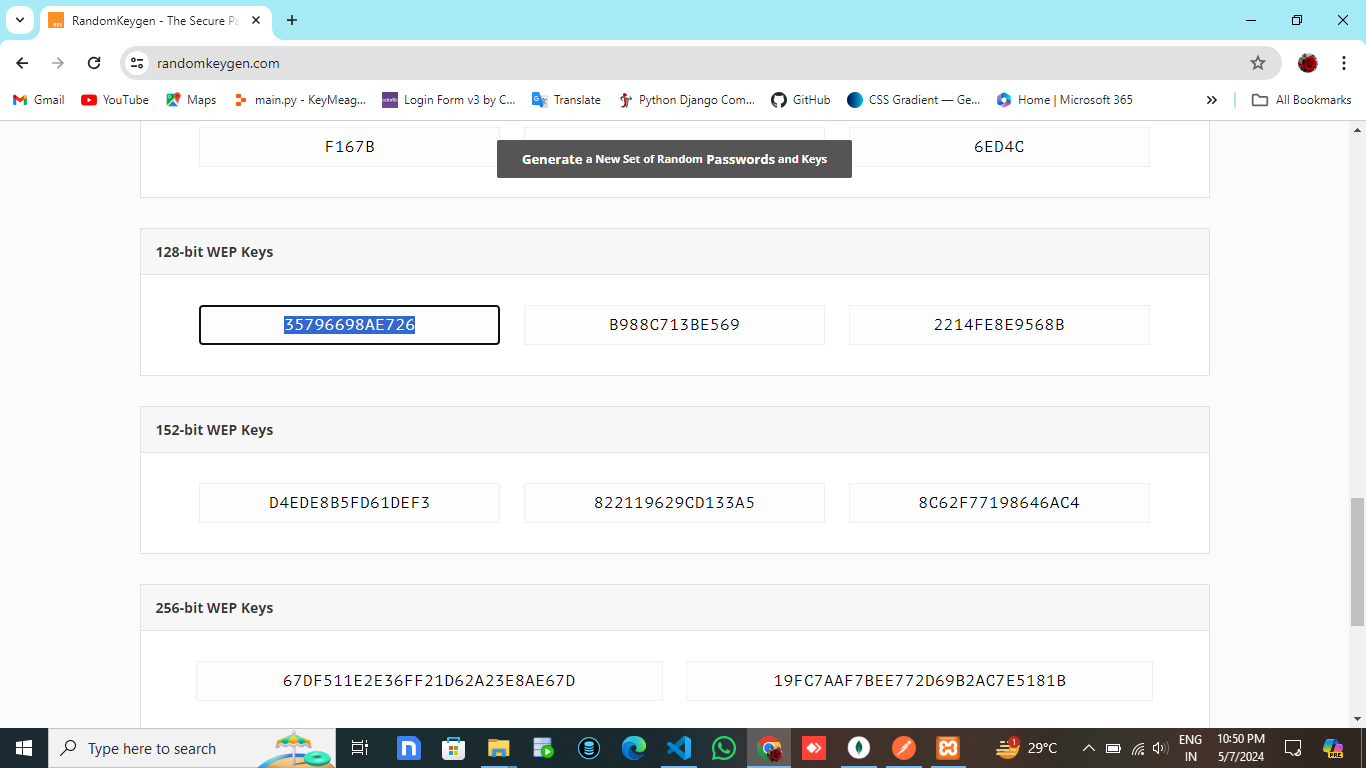 RandomKeygen - The Secure Pa
randomkeygen.com
Gmail
YouTube
Maps
main.py - KeyMeag...
Login Form v3 by C...
Translate
Python Django Com...
GitHub
CSS Gradient — Ge...
Home | Microsoft 365
All Bookmarks
F167B
Generate a New Set of Random Passwords and Keys
6ED4C
128-bit WEP Keys
35796698AE726
B988C713BE569
2214FE8E9568B
152-bit WEP Keys
D4EDE8B5FD61DEF3
822119629CD133A5
8C62F77198646AC4
256-bit WEP Keys
67DF511E2E36FF21D62A23E8AE67D
19FC7AAF7BEE772D69B2AC7E5181B
Type here to search
1
29°C
ENG
IN
10:50 PM
5/7/2024
PRE